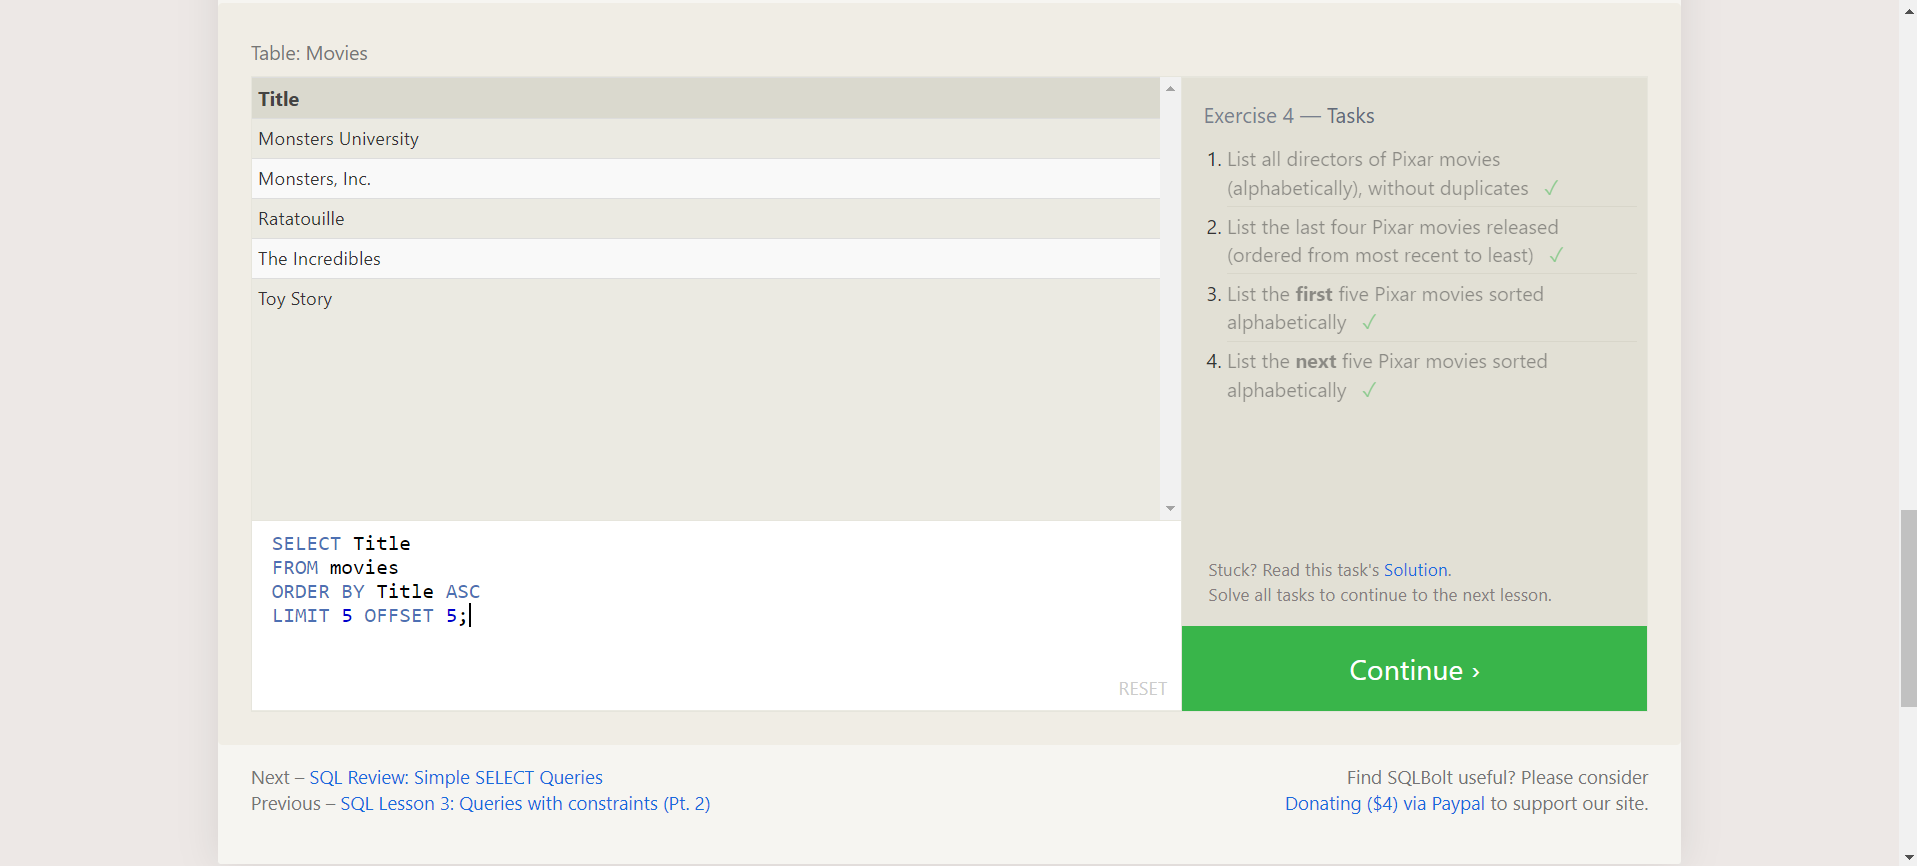 Table: Movies
Title
Monsters University
Monsters, Inc.
Ratatouille
The Incredibles
Toy Story
SELECT Title
FROM movies
ORDER BY Title ASC
LIMIT 5 OFFSET 5;
RESET
Exercise 4 — Tasks
1. List all directors of Pixar movies
(alphabetically), without duplicates ✓
2. List the last four Pixar movies released
(ordered from most recent to least) ✓
3. List the first five Pixar movies sorted
alphabetically ✓
4. List the next five Pixar movies sorted
alphabetically ✓
Stuck? Read this task's Solution.
Solve all tasks to continue to the next lesson.
Continue ›
Next – SQL Review: Simple SELECT Queries
Previous – SQL Lesson 3: Queries with constraints (Pt. 2)
Find SQLBolt useful? Please consider
Donating ($4) via Paypal to support our site.